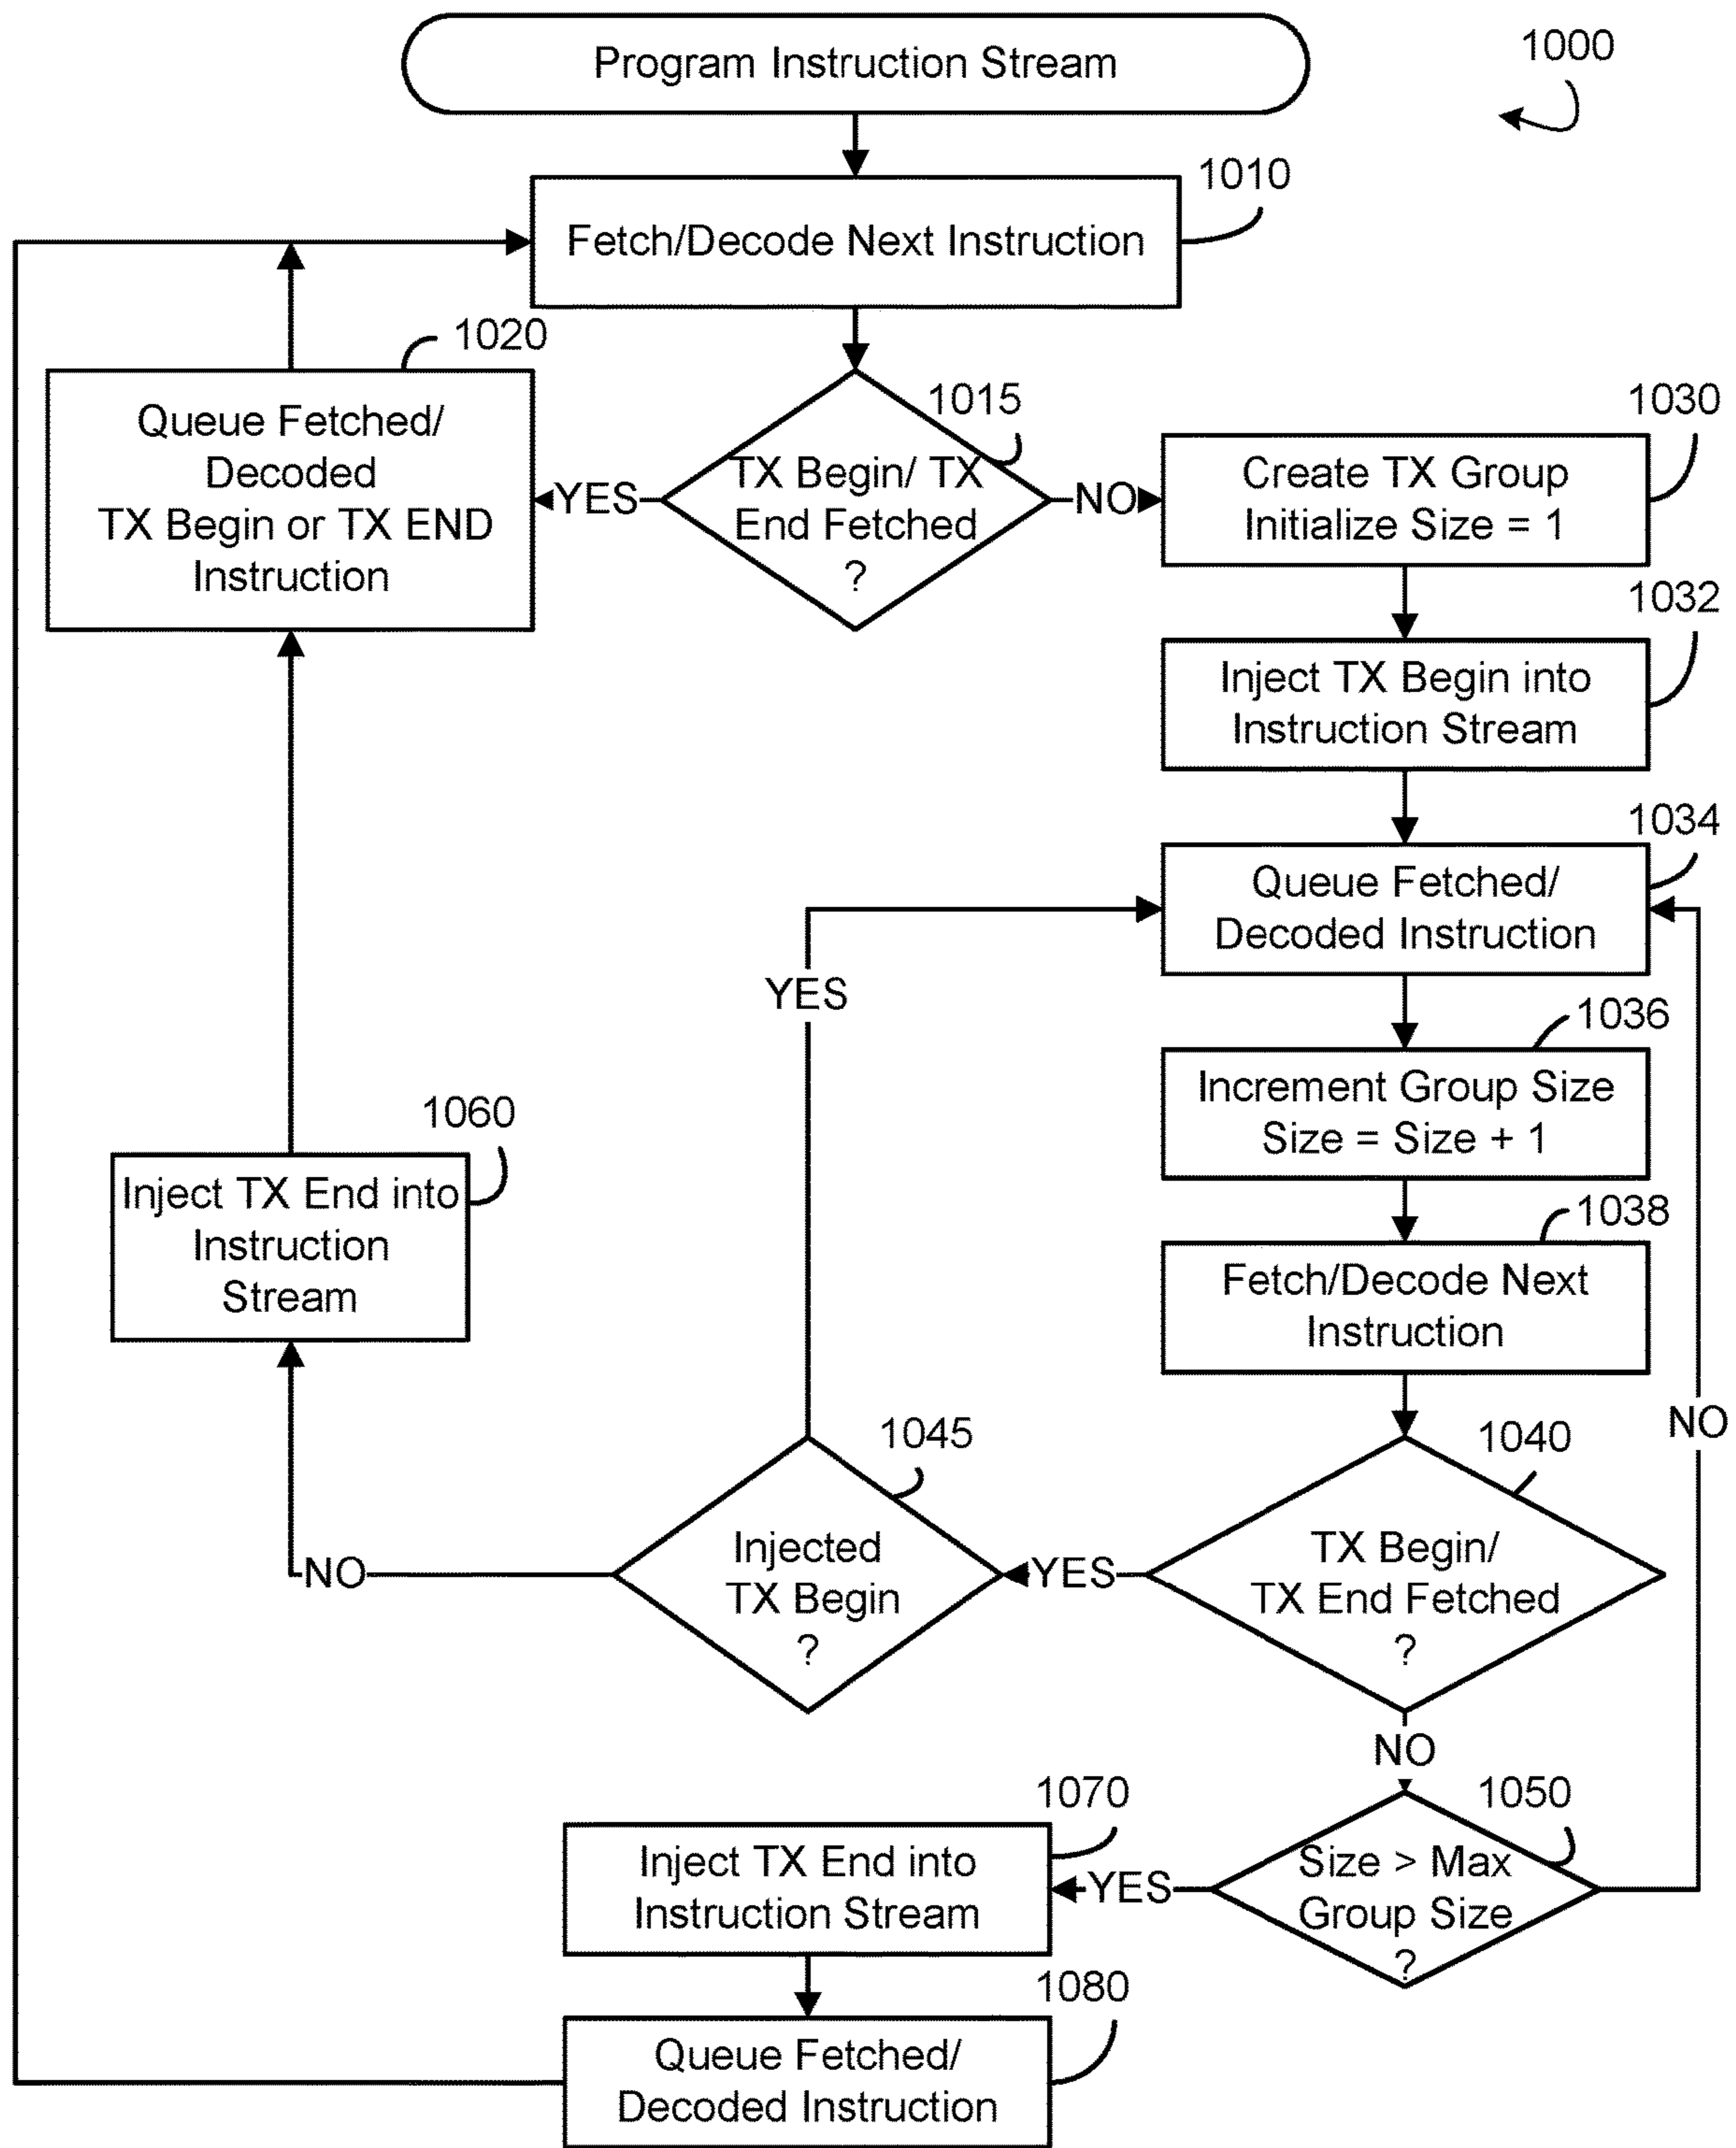 Program Instruction Stream
1000
1010
Fetch/Decode Next Instruction
1020
Queue Fetched/
Decoded
TX Begin or TX END
Instruction
1015
TX Begin/ TX
End Fetched
?
YES
NO
1030
Create TX Group
Initialize Size = 1
1032
Inject TX Begin into
Instruction Stream
1034
Queue Fetched/
Decoded Instruction
YES
1036
Increment Group Size
Size = Size + 1
1060
Inject TX End into
Instruction
Stream
1038
Fetch/Decode Next
Instruction
NO
1045
Injected
TX Begin
?
NO
YES
1040
TX Begin/
TX End Fetched
?
NO
1050
Size > Max
Group Size
?
YES
1070
Inject TX End into
Instruction Stream
1080
Queue Fetched/
Decoded Instruction